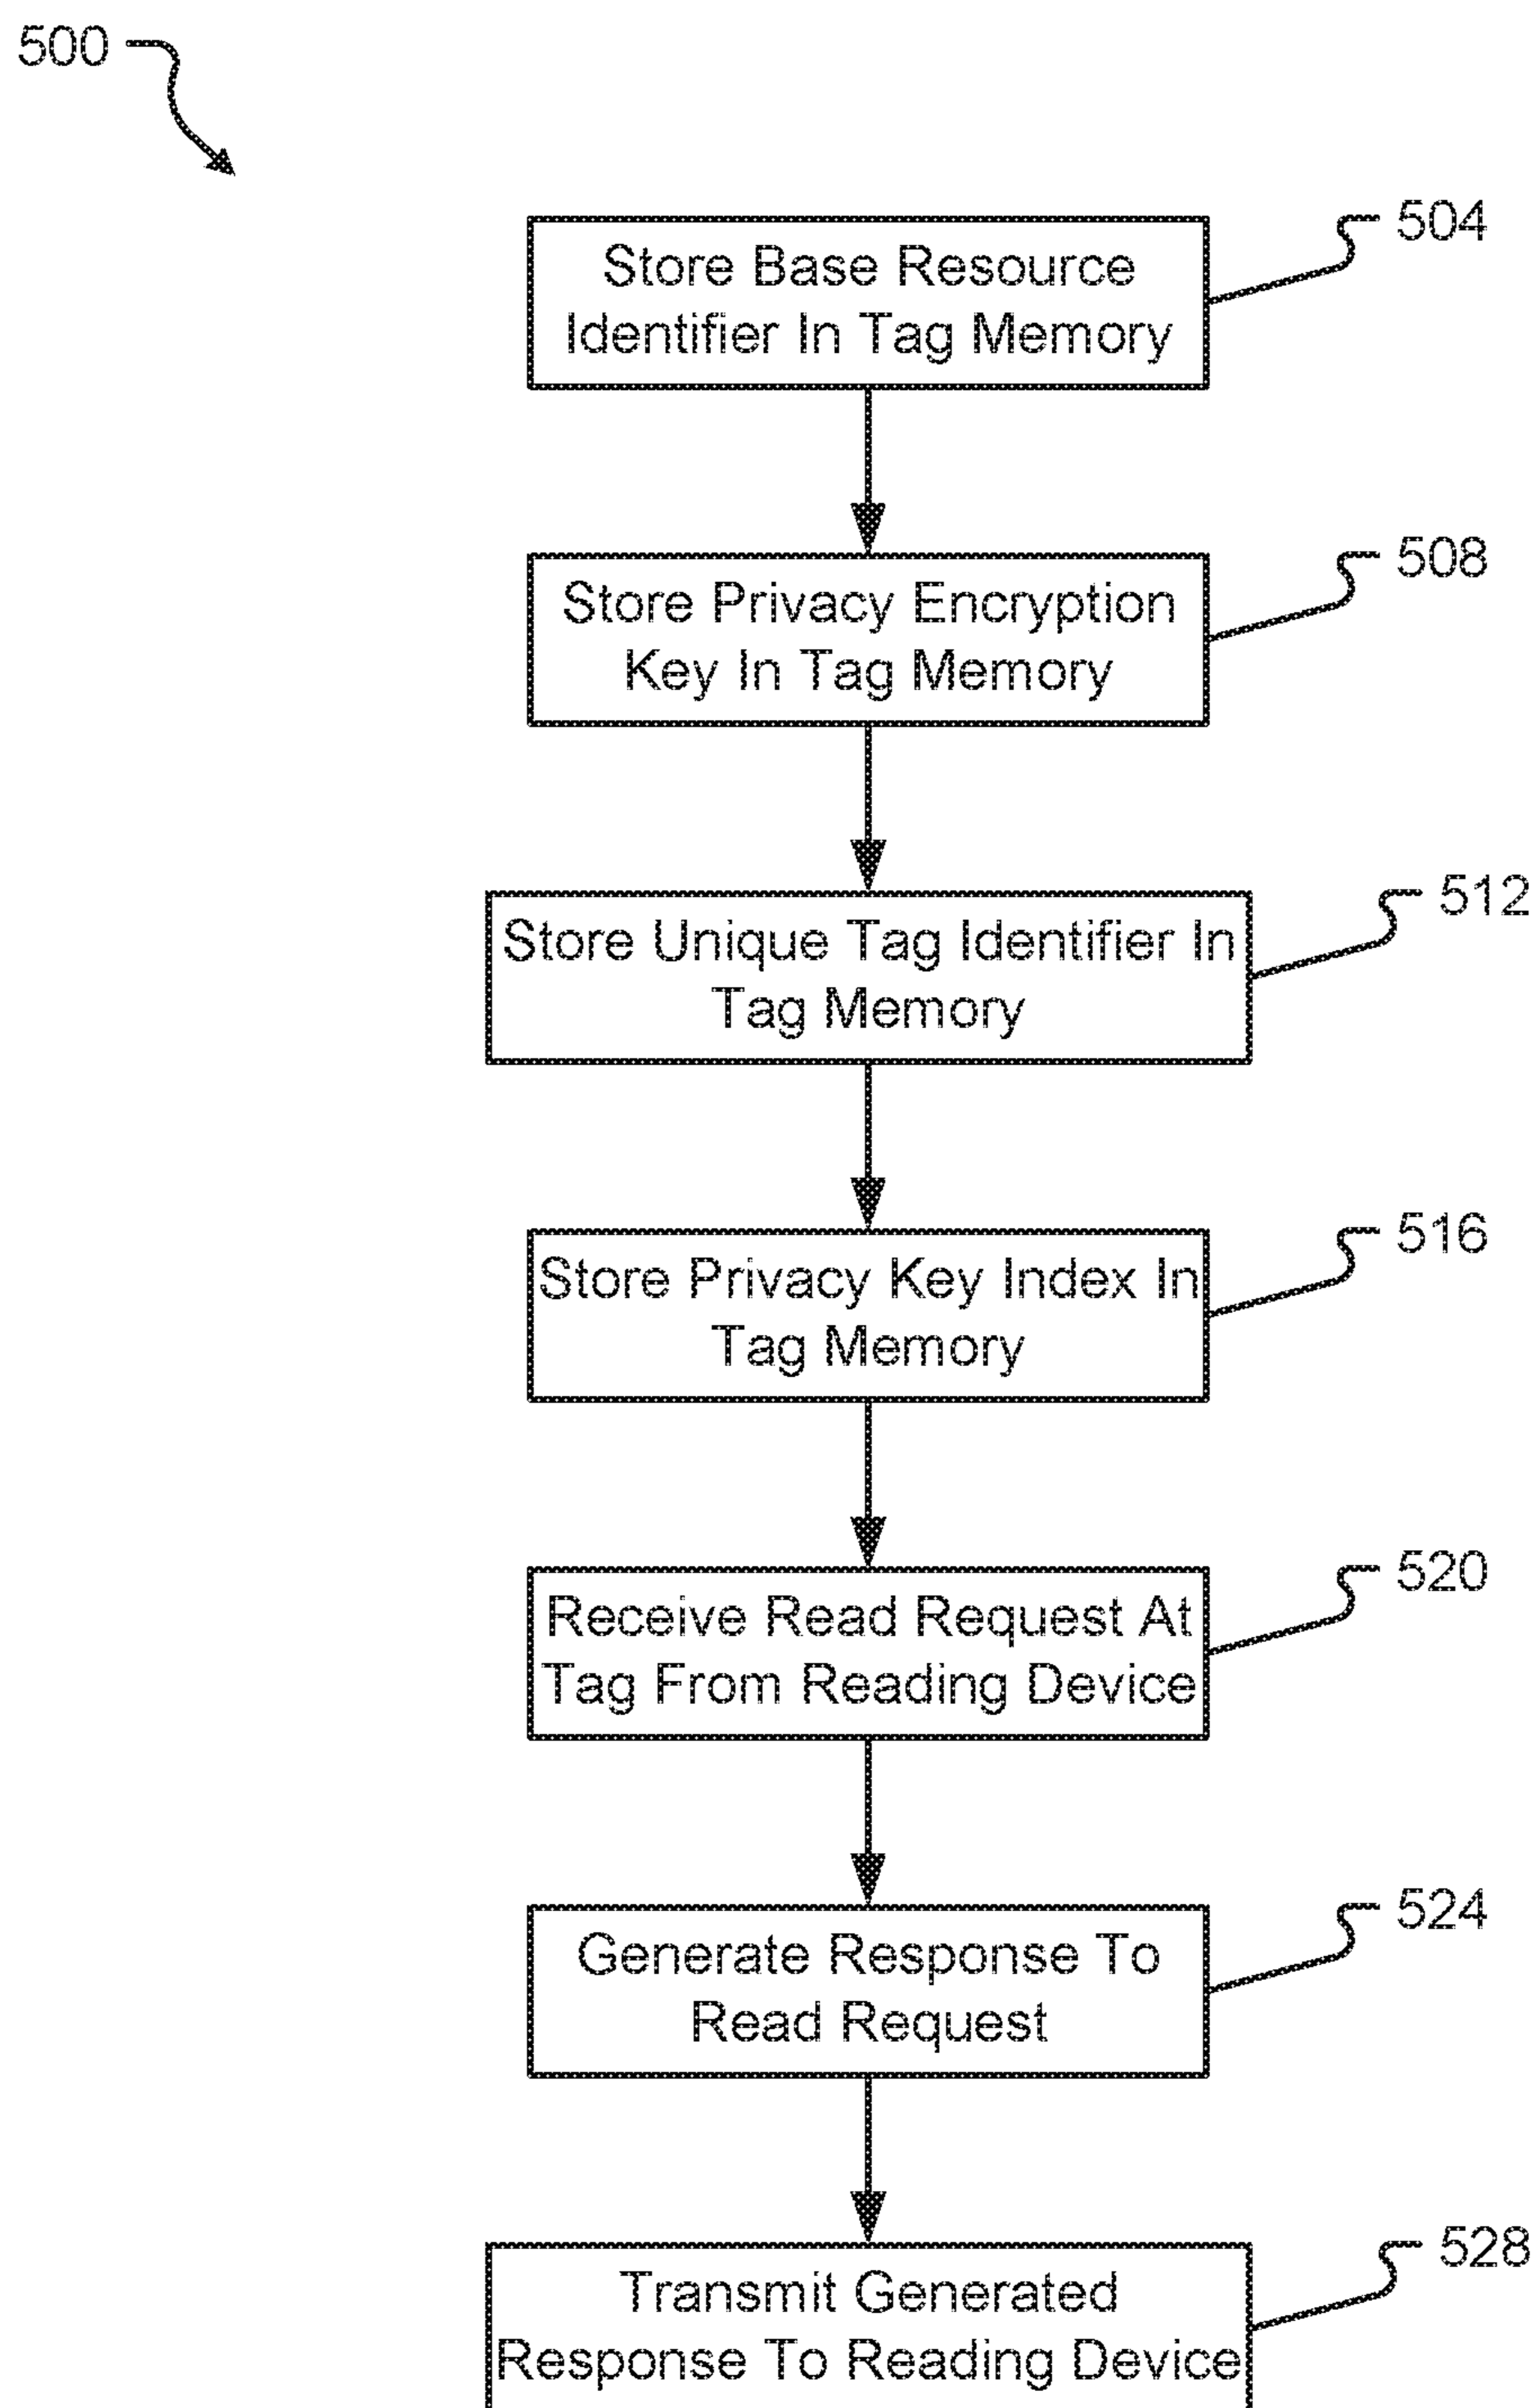 500
504
Store Base Resource
Identifier In Tag Memory
508
Store Privacy Encryption
Key In Tag Memory
512
Store Unique Tag Identifier In
Tag Memory
516
Store Privacy Key Index In
Tag Memory
520
Receive Read Request At
Tag From Reading Device
524
Generate Response To
Read Request
528
Transmit Generated
Response To Reading Device